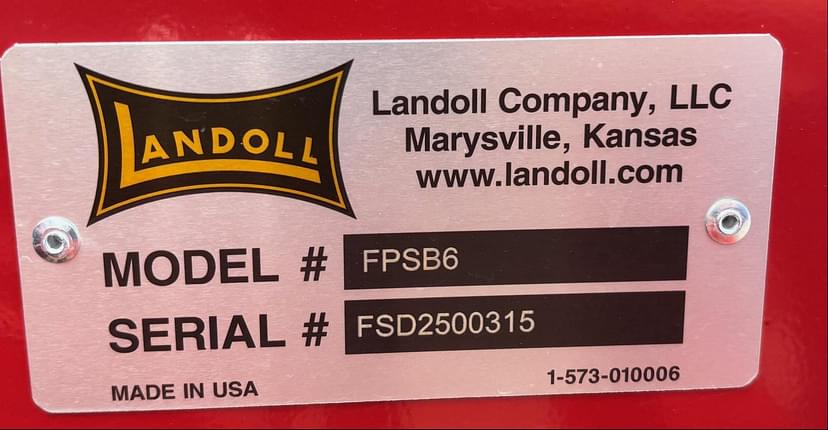 LANDOLL
Landoll Company, LLC
Marysville, Kansas
www.landoll.com
MODEL # FPSB6
SERIAL # FSD2500315
MADE IN USA
1-573-010006